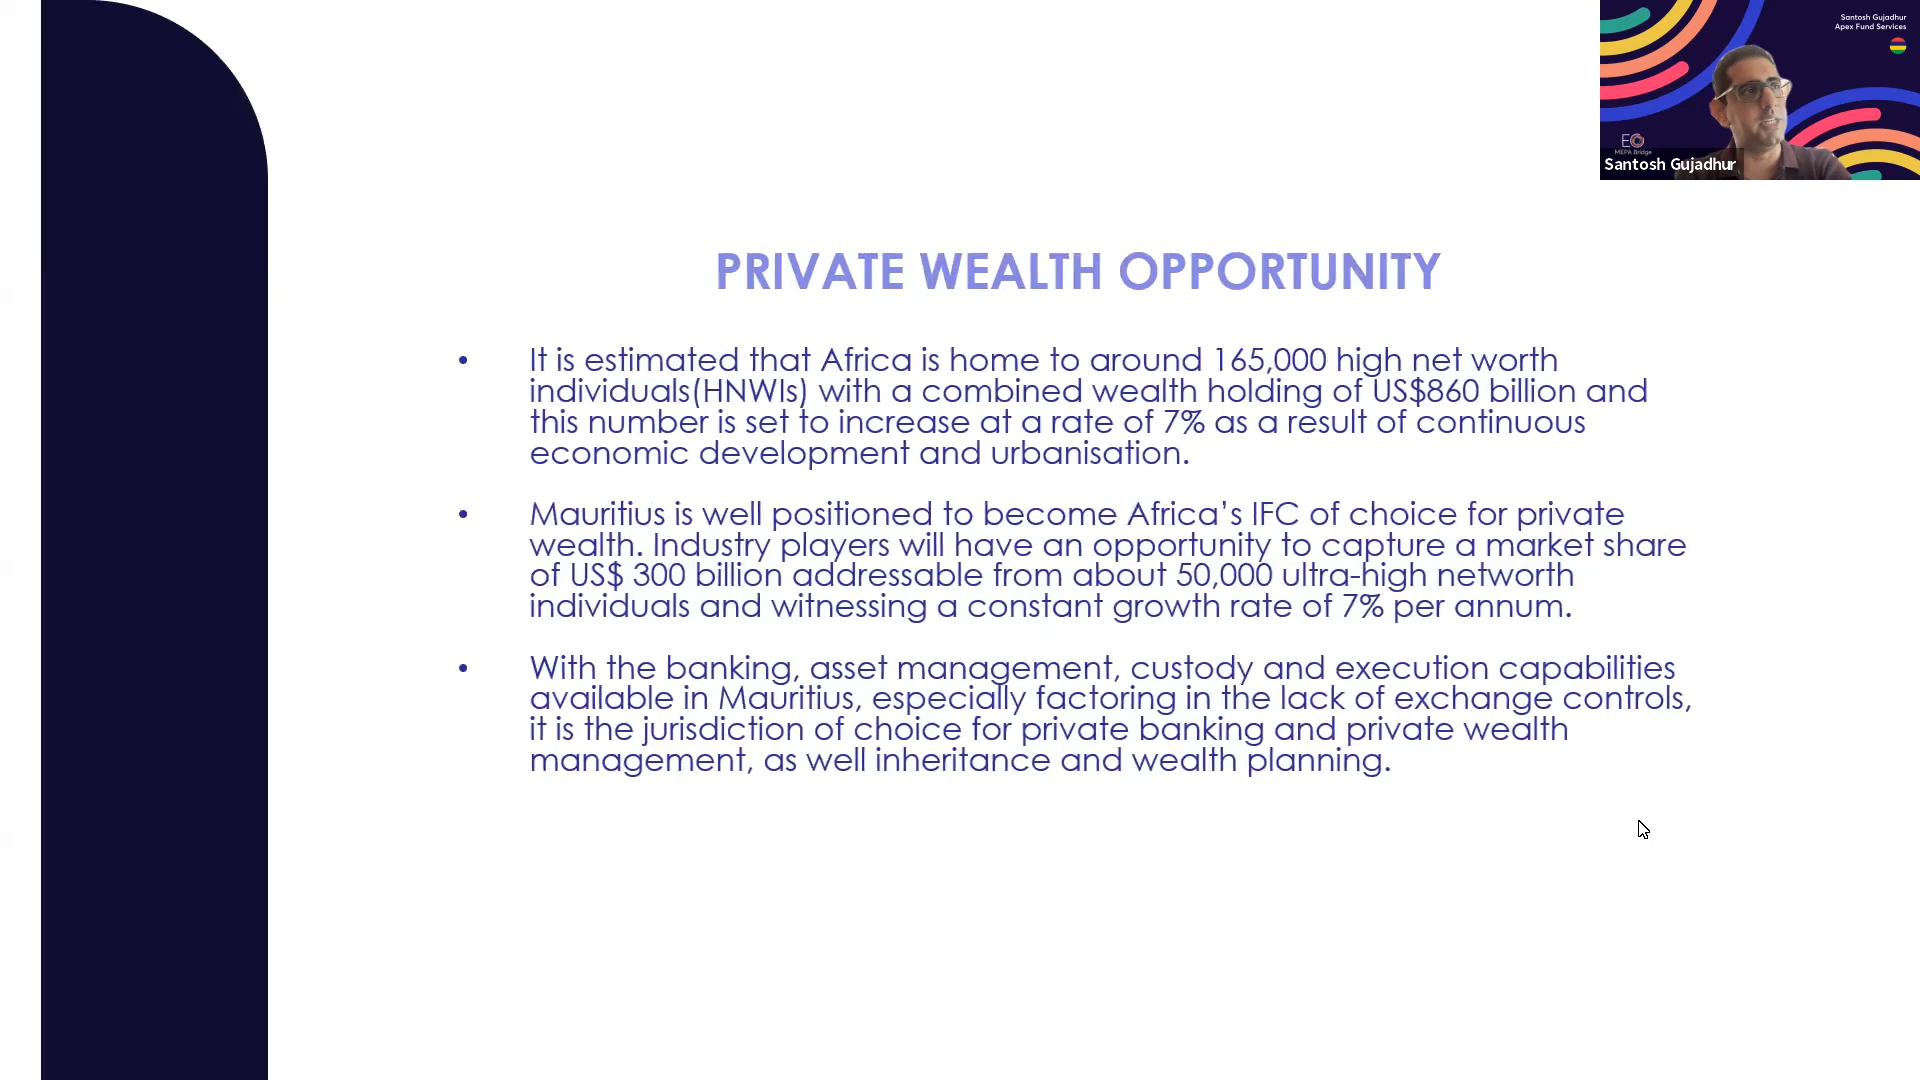 Santosh Gujadhur
Apex Fund Services
EO
MEPA Bridge
Santosh Gujadhur
PRIVATE WEALTH OPPORTUNITY
• It is estimated that Africa is home to around 165,000 high net worth
individuals(HNWIs) with a combined wealth holding of US$860 billion and
this number is set to increase at a rate of 7% as a result of continuous
economic development and urbanisation.
• Mauritius is well positioned to become Africa’s IFC of choice for private
wealth. Industry players will have an opportunity to capture a market share
of US$ 300 billion addressable from about 50,000 ultra-high networth
individuals and witnessing a constant growth rate of 7% per annum.
• With the banking, asset management, custody and execution capabilities
available in Mauritius, especially factoring in the lack of exchange controls,
it is the jurisdiction of choice for private banking and private wealth
management, as well inheritance and wealth planning.